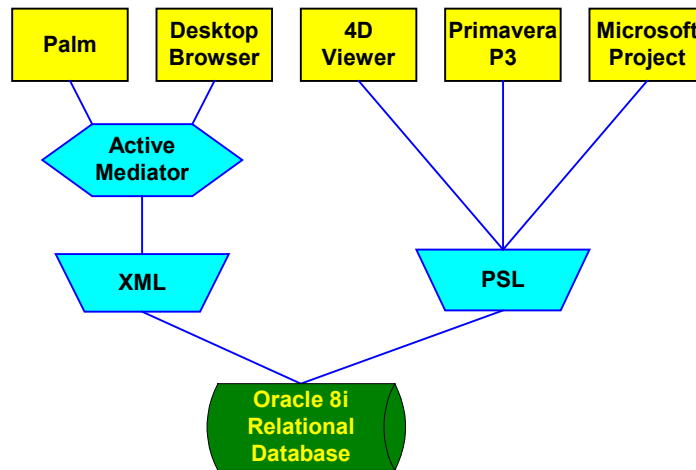 Palm
Desktop
Browser
4D
Viewer
Primavera
P3
Microsoft
Project
Active
Mediator
XML
PSL
Oracle 8i
Relational
Database